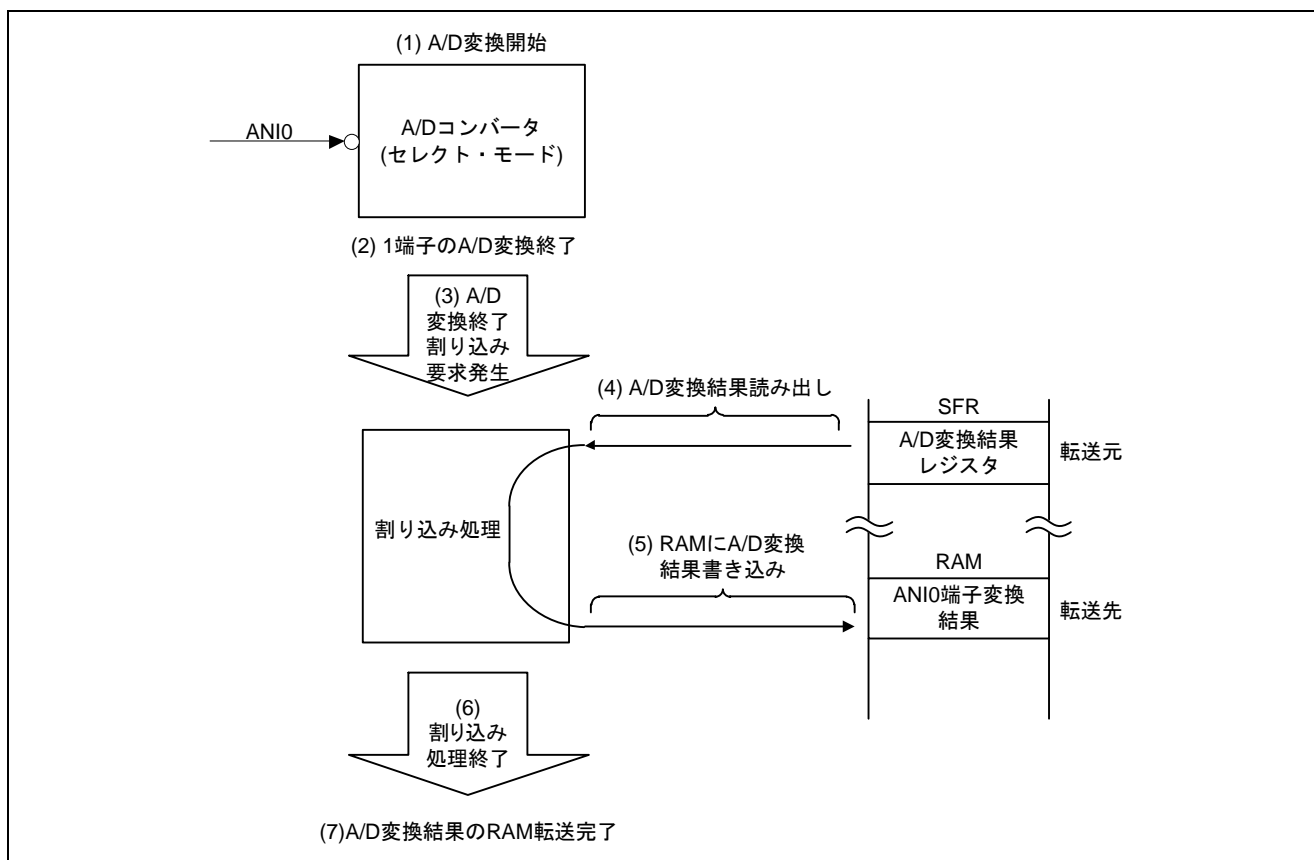 (1) A/D変換開始
ANI0
A/Dコンバータ
(セレクト・モード)
(2) 1端子のA/D変換終了
(3) A/D
変換終了
割り込み
要求発生
(4) A/D変換結果読み出し
SFR
A/D変換結果
レジスタ
転送元
割り込み処理
(5) RAMにA/D変換
結果書き込み
RAM
ANI0端子変換
結果
転送先
(6)
割り込み
処理終了
(7)A/D変換結果のRAM転送完了